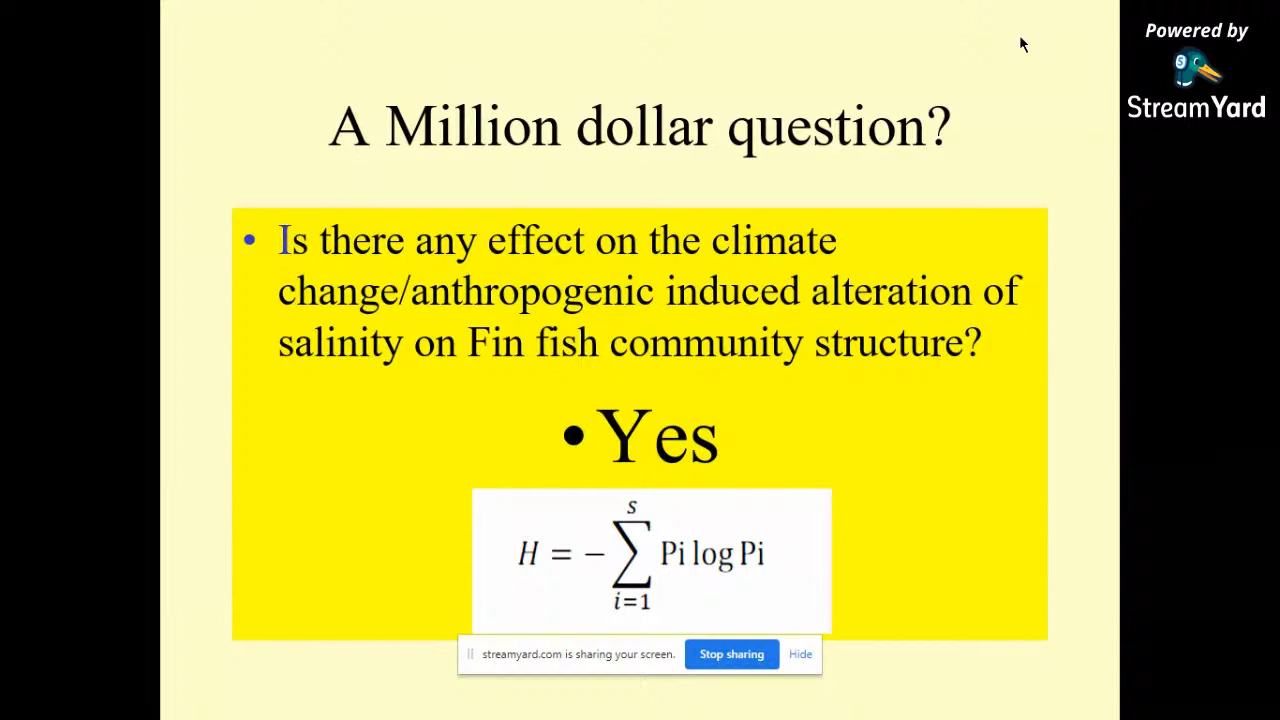 Powered by
StreamYard
A Million dollar question?
• Is there any effect on the climate
change/anthropogenic induced alteration of
salinity on Fin fish community structure?
• Yes
s
H = − ∑ Pi log Pi
i=1
streamyard.com is sharing your screen. Stop sharing Hide